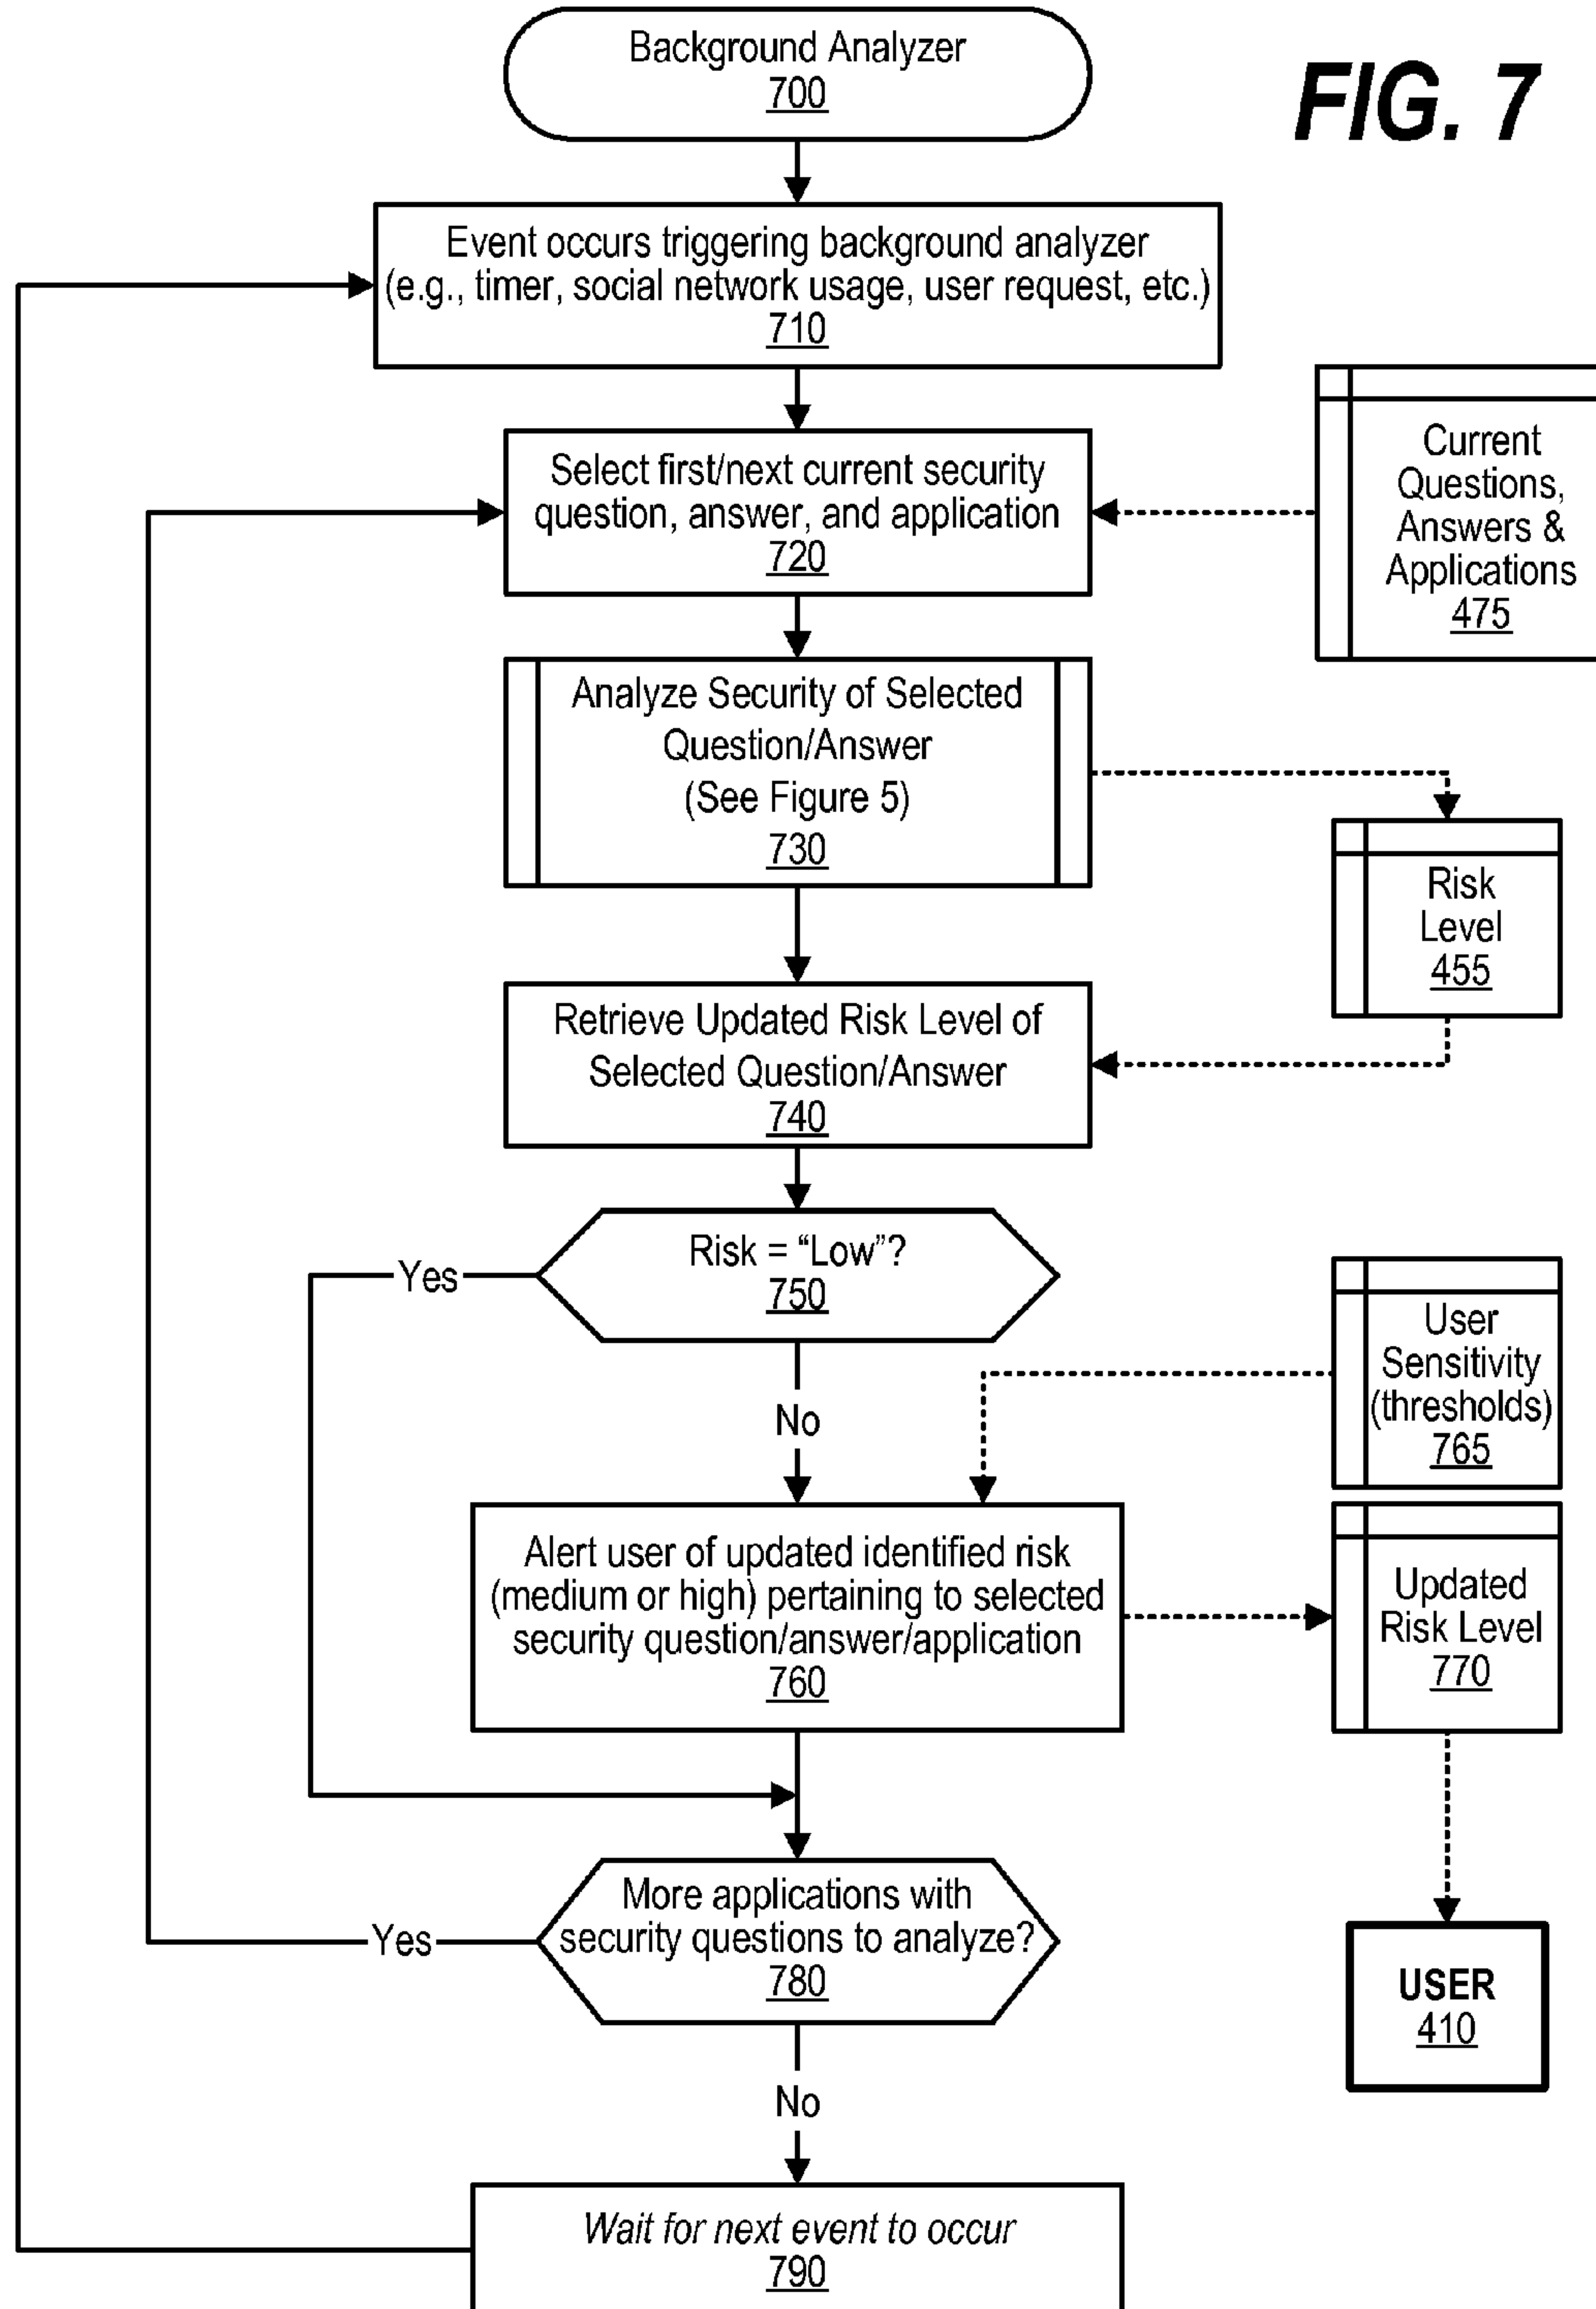 FIG. 7
Background Analyzer
700
Event occurs triggering background analyzer
(e.g., timer, social network usage, user request, etc.)
710
Select first/next current security
question, answer, and application
720
Current
Questions,
Answers &
Applications
475
Analyze Security of Selected
Question/Answer
(See Figure 5)
730
Risk
Level
455
Retrieve Updated Risk Level of
Selected Question/Answer
740
Risk = “Low”?
750
Yes
No
User
Sensitivity
(thresholds)
765
Alert user of updated identified risk
(medium or high) pertaining to selected
security question/answer/application
760
Updated
Risk Level
770
More applications with
security questions to analyze?
780
Yes
No
USER
410
Wait for next event to occur
790